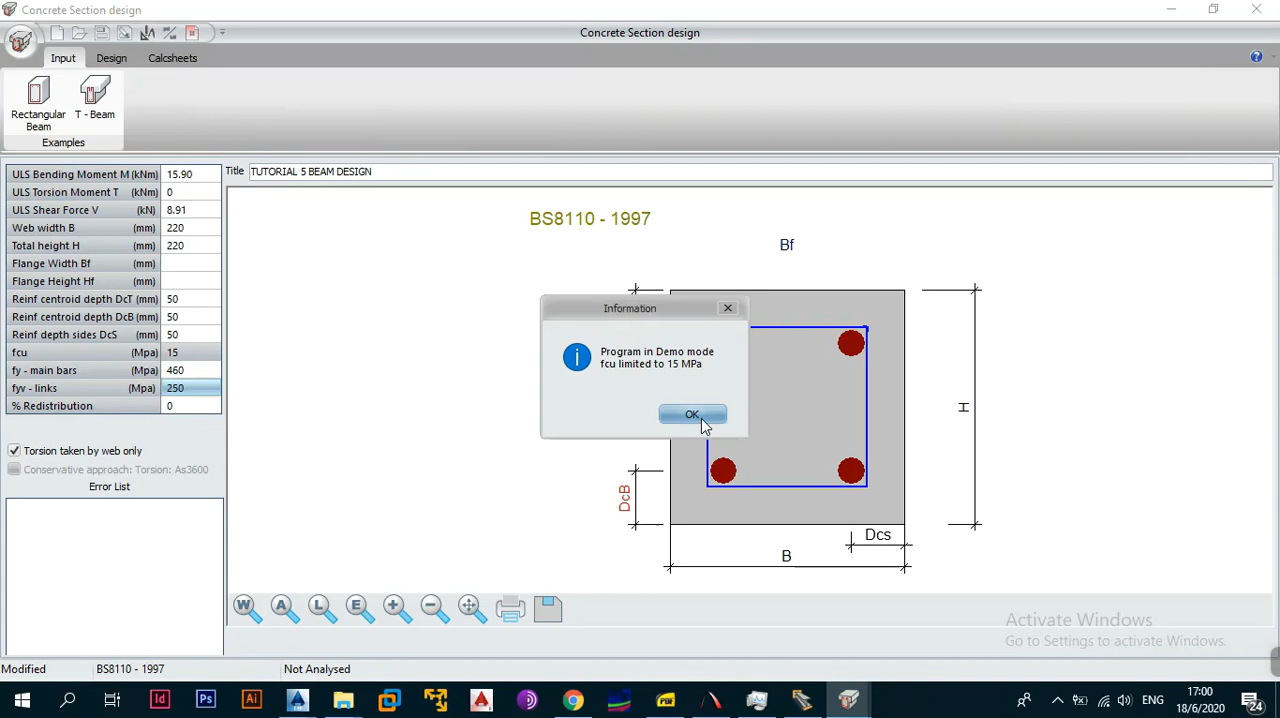 Concrete Section design
Concrete Section design
Input Design Calcsheets
Rectangular Beam
T - Beam
Examples
Title TUTORIAL 5 BEAM DESIGN
ULS Bending Moment M (kNm) 15.90
ULS Torsion Moment T (kNm) 0
ULS Shear Force V (kN) 8.91
Web width B (mm) 220
Total height H (mm) 220
Flange Width Bf (mm)
Flange Height Hf (mm)
Reinf centroid depth DcT (mm) 50
Reinf centroid depth DcB (mm) 50
Reinf depth sides DcS (mm) 50
fcu (Mpa) 15
fy - main bars (Mpa) 460
fyv - links (Mpa) 250
% Redistribution 0
Torsion taken by web only
Conservative approach: Torsion: As3600
Error List
BS8110 - 1997
Bf
Information
Program in Demo mode
fcu limited to 15 MPa
OK
H
DcB
Dcs
B
W A L E
Activate Windows
Go to Settings to activate Windows.
Modified BS8110 - 1997 Not Analysed
Id Ps Ai
ENG
17:00
18/6/2020
24